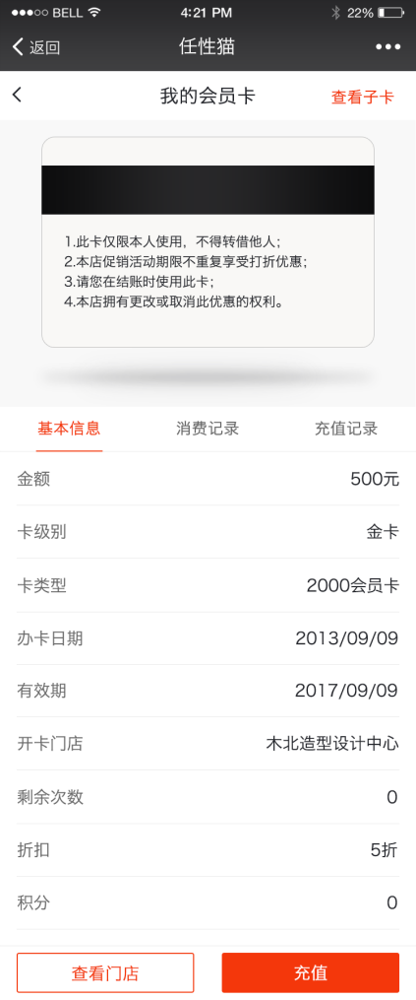 BELL 4:21 PM 22%
返回 任性猫
我的会员卡 查看子卡
1.此卡仅限本人使用，不得转借他人；
2.本店促销活动期限不重复享受打折优惠；
3.请您在结账时使用此卡；
4.本店拥有更改或取消此优惠的权利。
基本信息 消费记录 充值记录
金额 500元
卡级别 金卡
卡类型 2000会员卡
办卡日期 2013/09/09
有效期 2017/09/09
开卡门店 木北造型设计中心
剩余次数 0
折扣 5折
积分 0
查看门店 充值